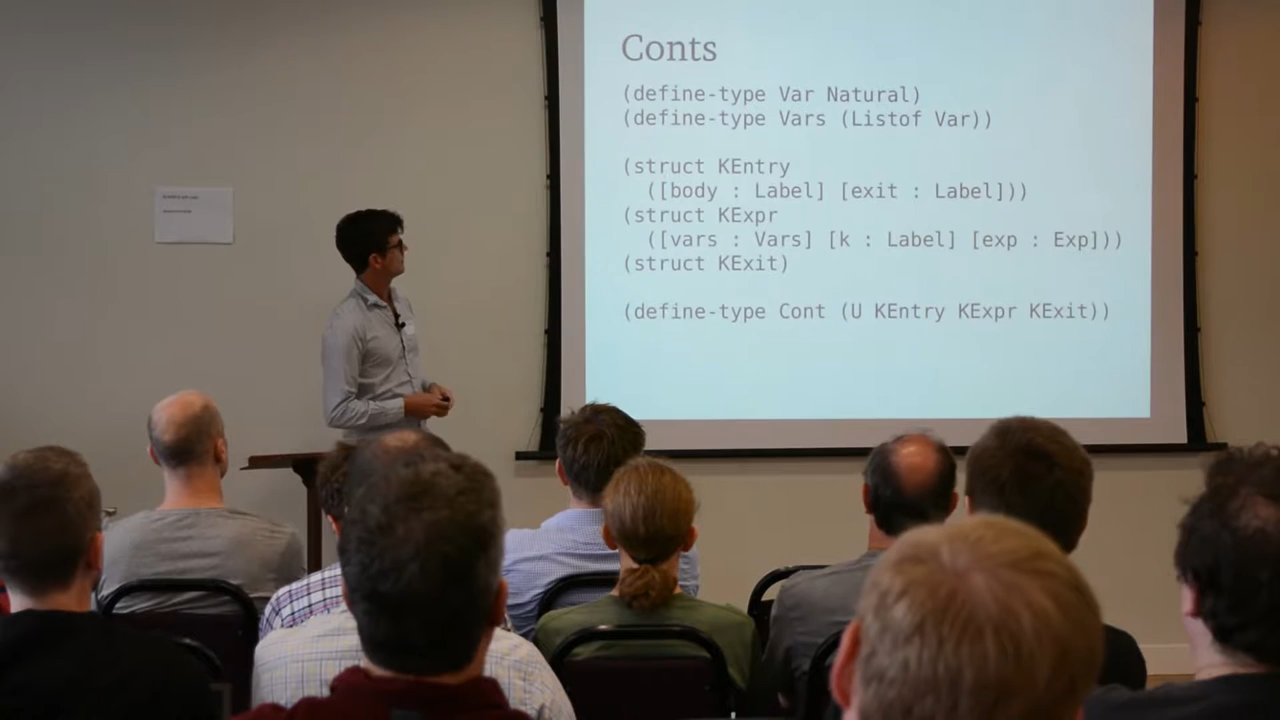 Conts
(define-type Var Natural)
(define-type Vars (Listof Var))
(struct KEntry
([body : Label] [exit : Label]))
(struct KExpr
([vars : Vars] [k : Label] [exp : Exp]))
(struct KExit)
(define-type Cont (U KEntry KExpr KExit))